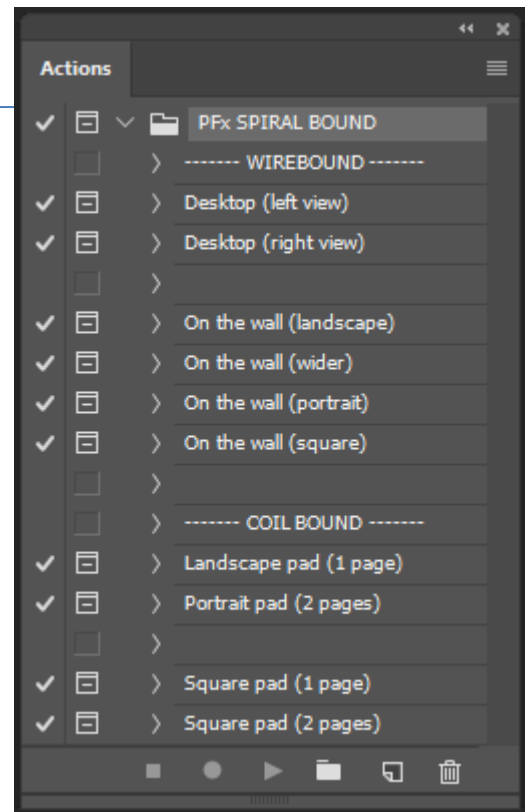 Actions
PFx SPIRAL BOUND
------- WIREBOUND -------
Desktop (left view)
Desktop (right view)
On the wall (landscape)
On the wall (wider)
On the wall (portrait)
On the wall (square)
------- COIL BOUND -------
Landscape pad (1 page)
Portrait pad (2 pages)
Square pad (1 page)
Square pad (2 pages)